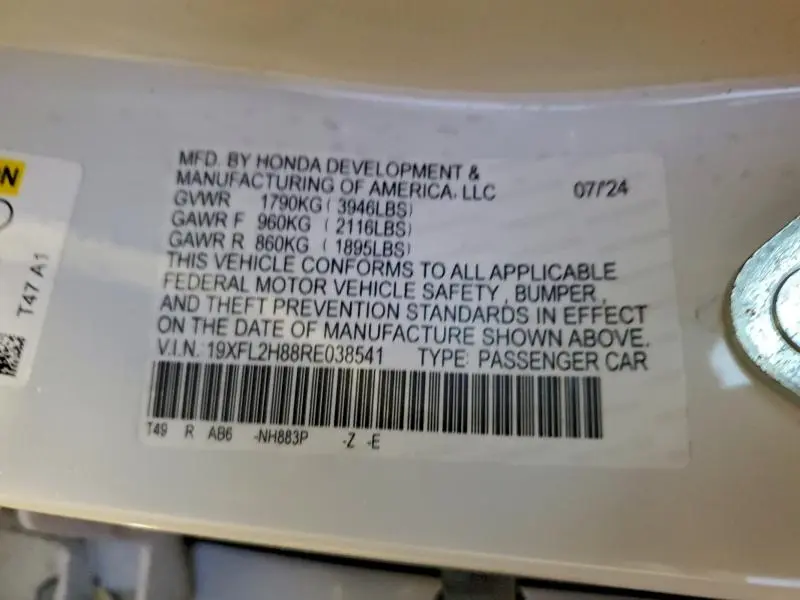 MFD. BY HONDA DEVELOPMENT &
MANUFACTURING OF AMERICA, LLC 07/24
GVWR 1790KG ( 3946LBS)
GAWR F 960KG ( 2116LBS)
GAWR R 860KG ( 1895LBS)
THIS VEHICLE CONFORMS TO ALL APPLICABLE
FEDERAL MOTOR VEHICLE SAFETY , BUMPER ,
AND THEFT PREVENTION STANDARDS IN EFFECT
ON THE DATE OF MANUFACTURE SHOWN ABOVE.
V.I.N. 19XFL2H88RE038541 TYPE: PASSENGER CAR
T49 R AB6 -NH883P -Z -E
T47 A1